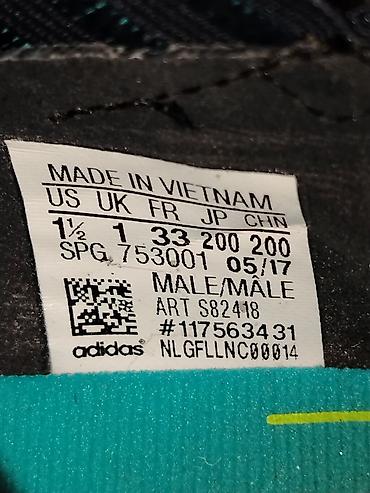 MADE IN VIETNAM
US UK FR JP CHN
1½ 1 33 200 200
SPG 753001 05/17
MALE/MÂLE
ART S82418
#117563431
adidas NLGFLLNC00014